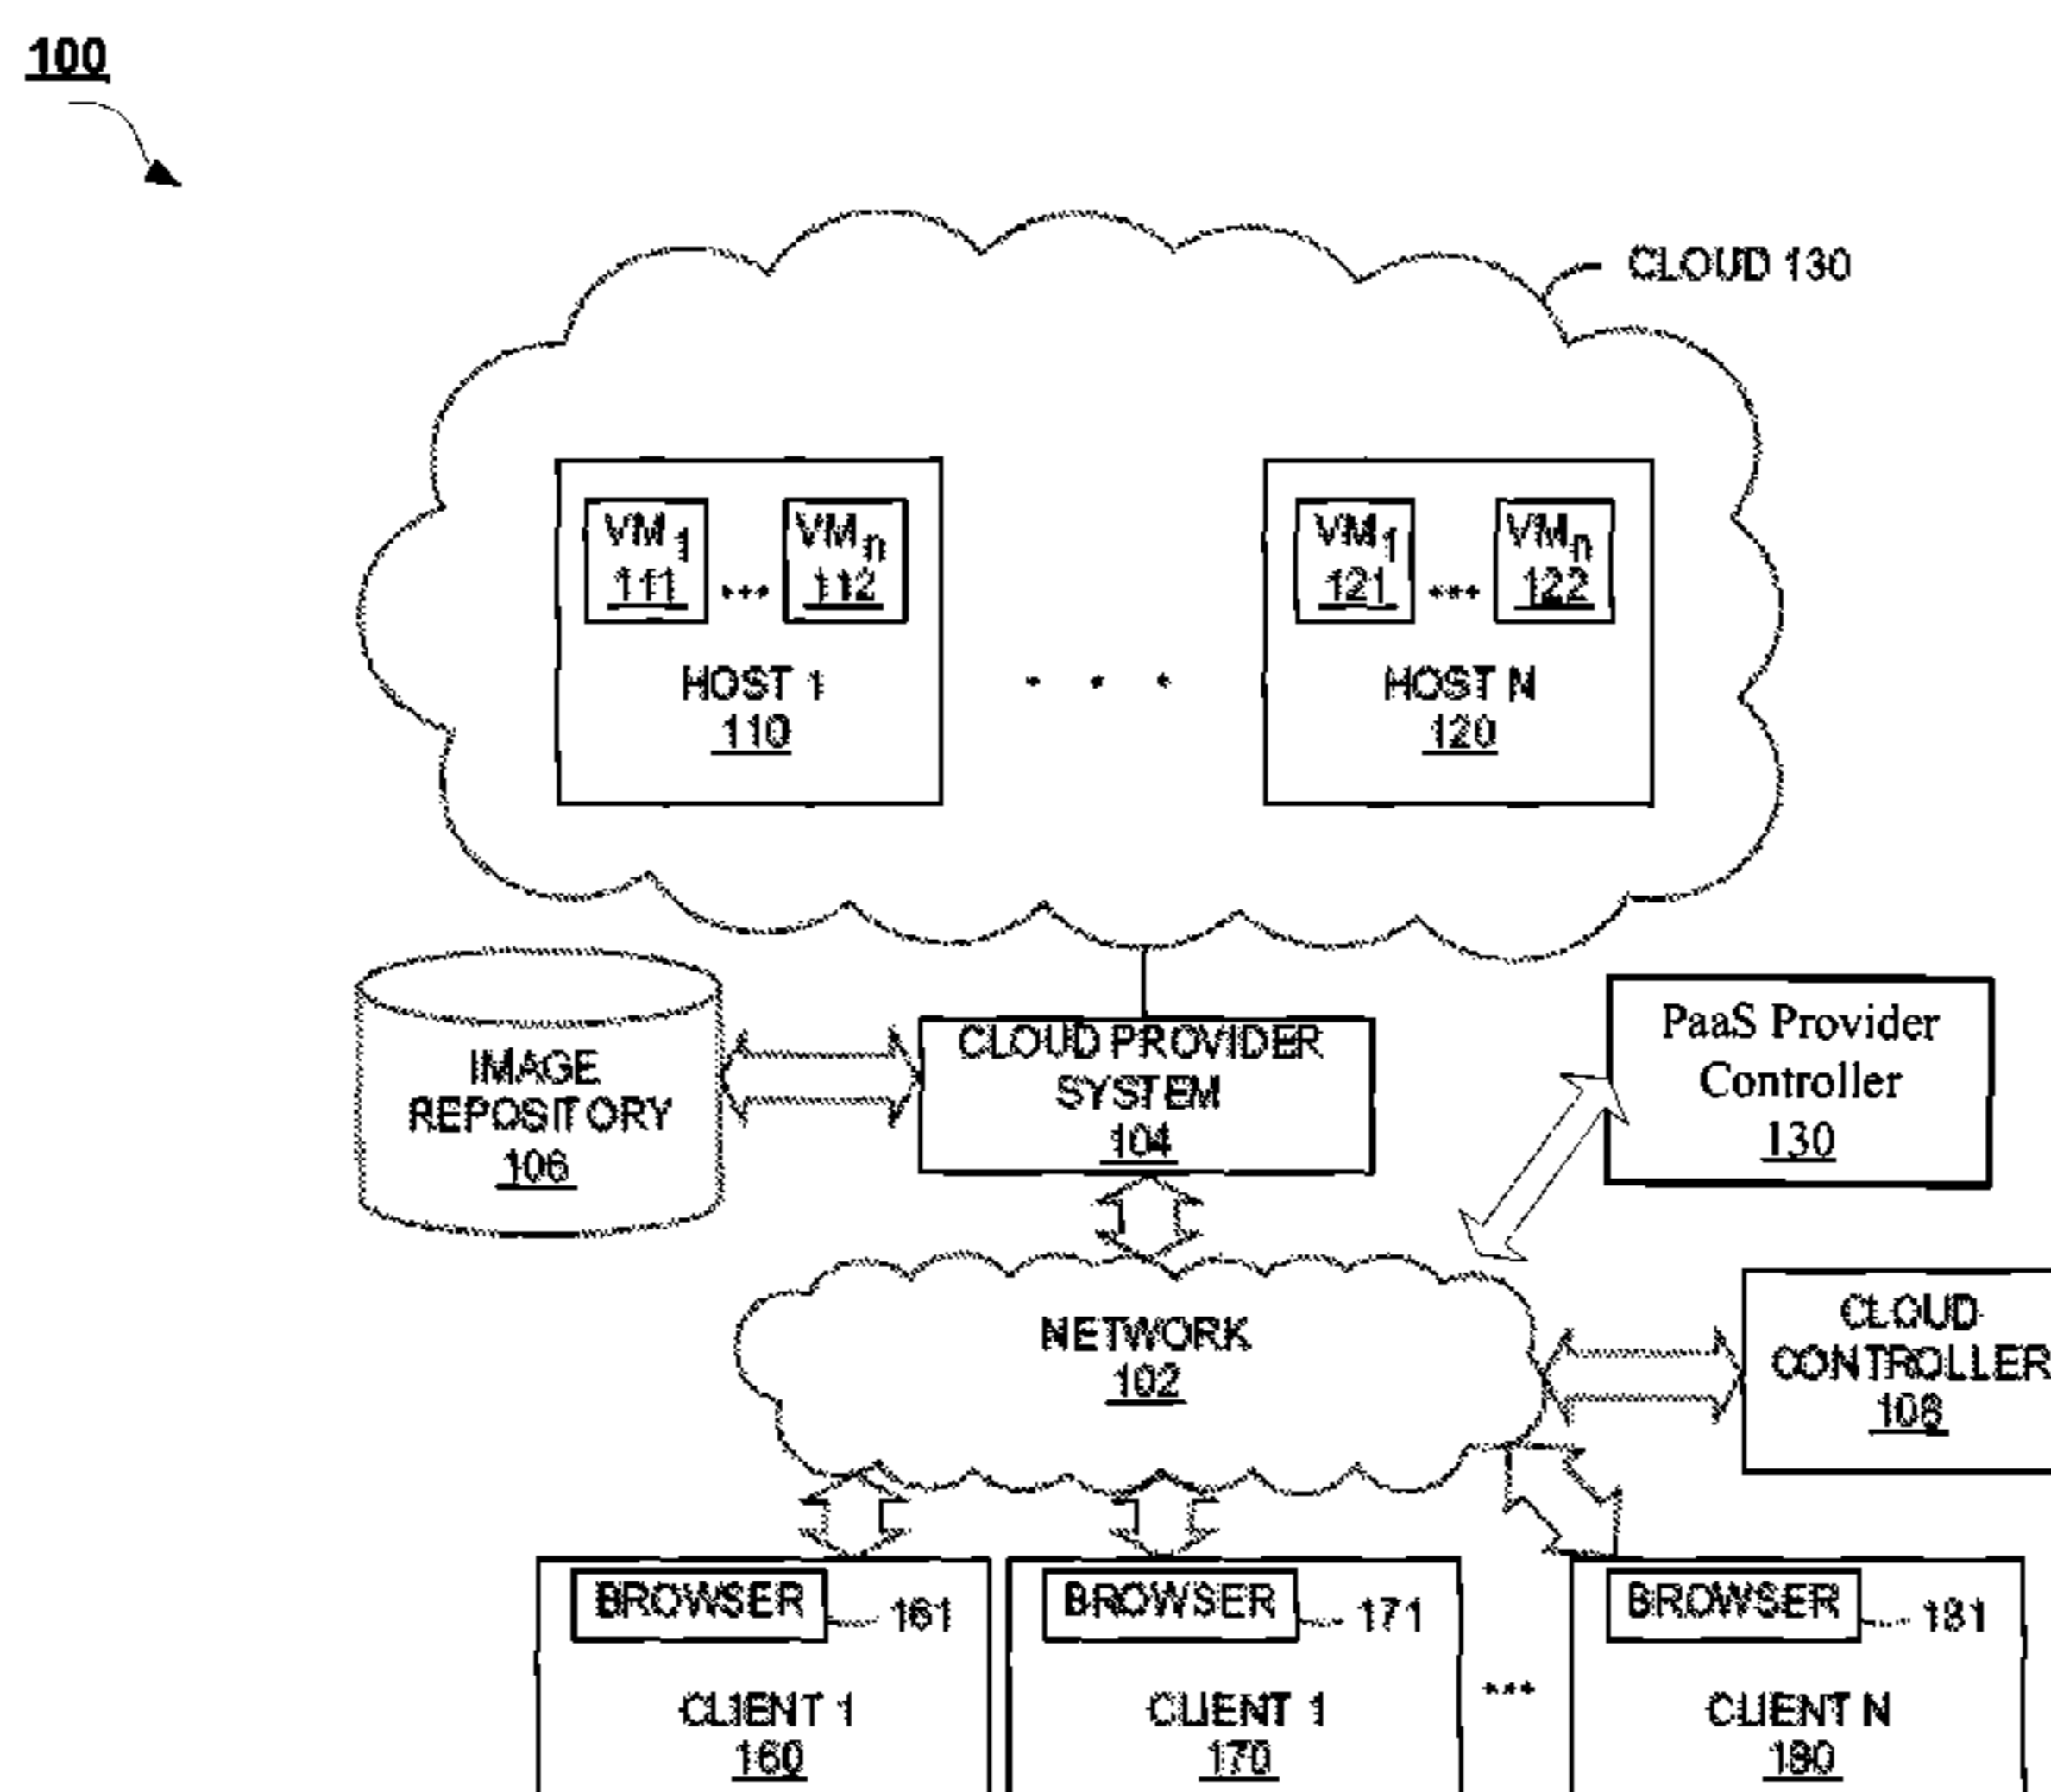 100
CLOUD 130
VM1
111
...
VMn
112
VM1
121
...
VMn
122
HOST 1
110
. . .
HOST N
120
IMAGE
REPOSITORY
106
CLOUD PROVIDER
SYSTEM
104
PaaS Provider
Controller
130
NETWORK
102
CLOUD
CONTROLLER
108
BROWSER
161
CLIENT 1
160
BROWSER
171
CLIENT 1
170
...
BROWSER
181
CLIENT N
180